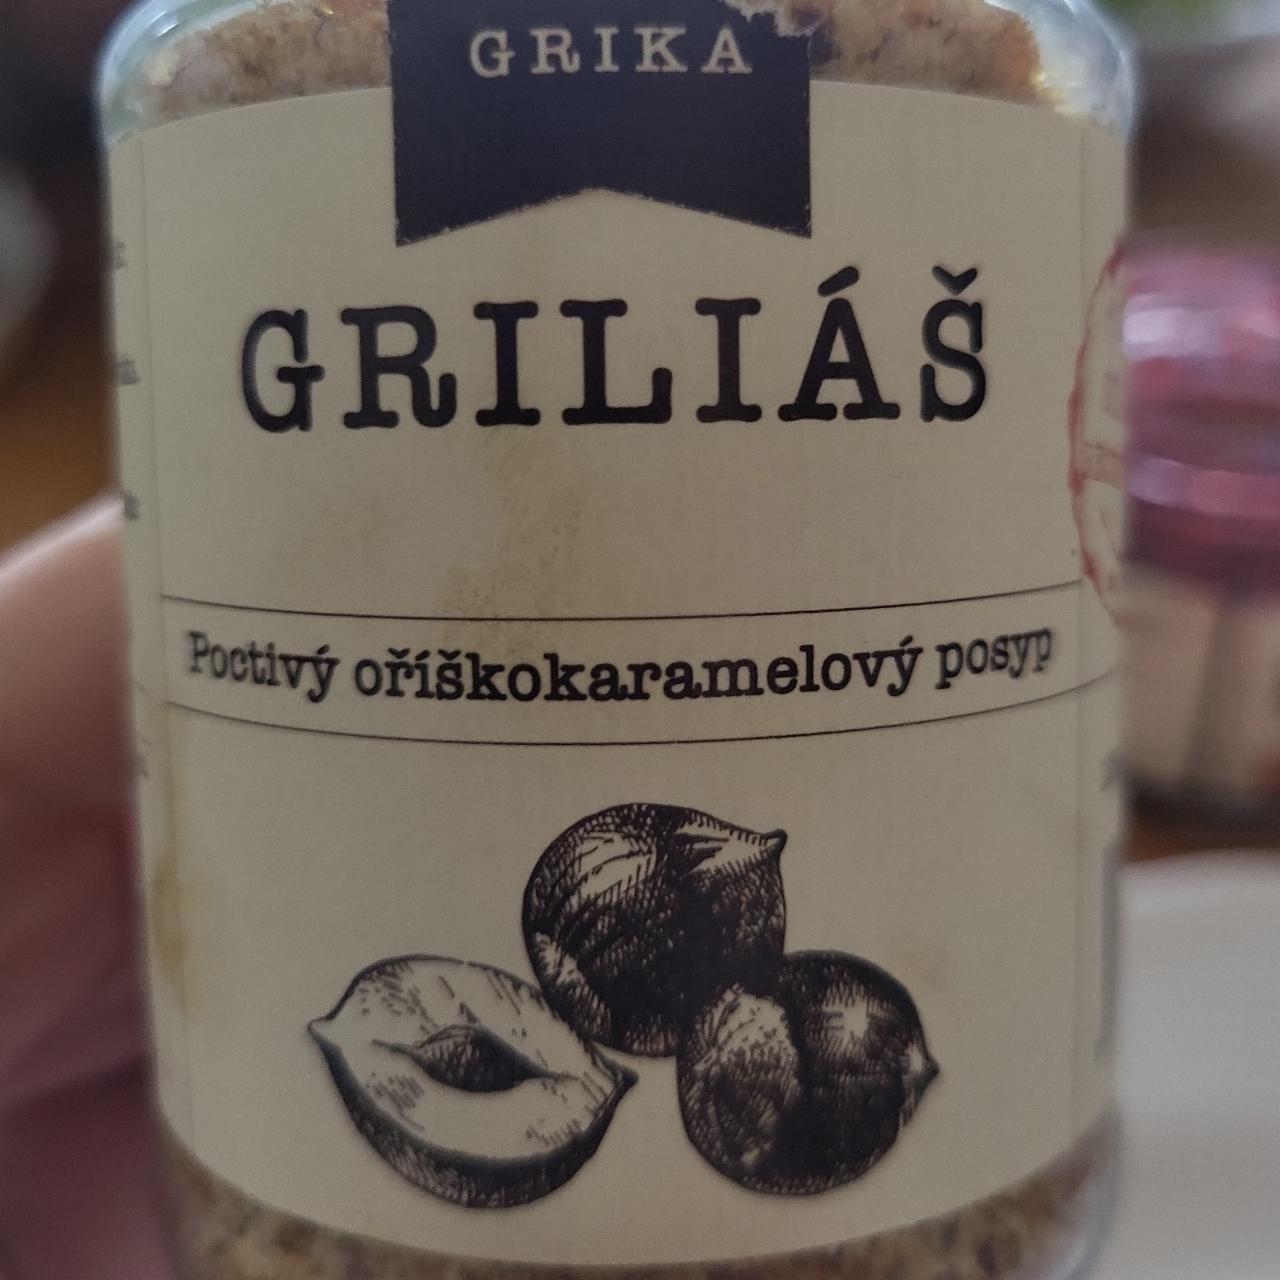 GRIKA
GRILIÁŠ
Poctivý oříškokaramelový posyp